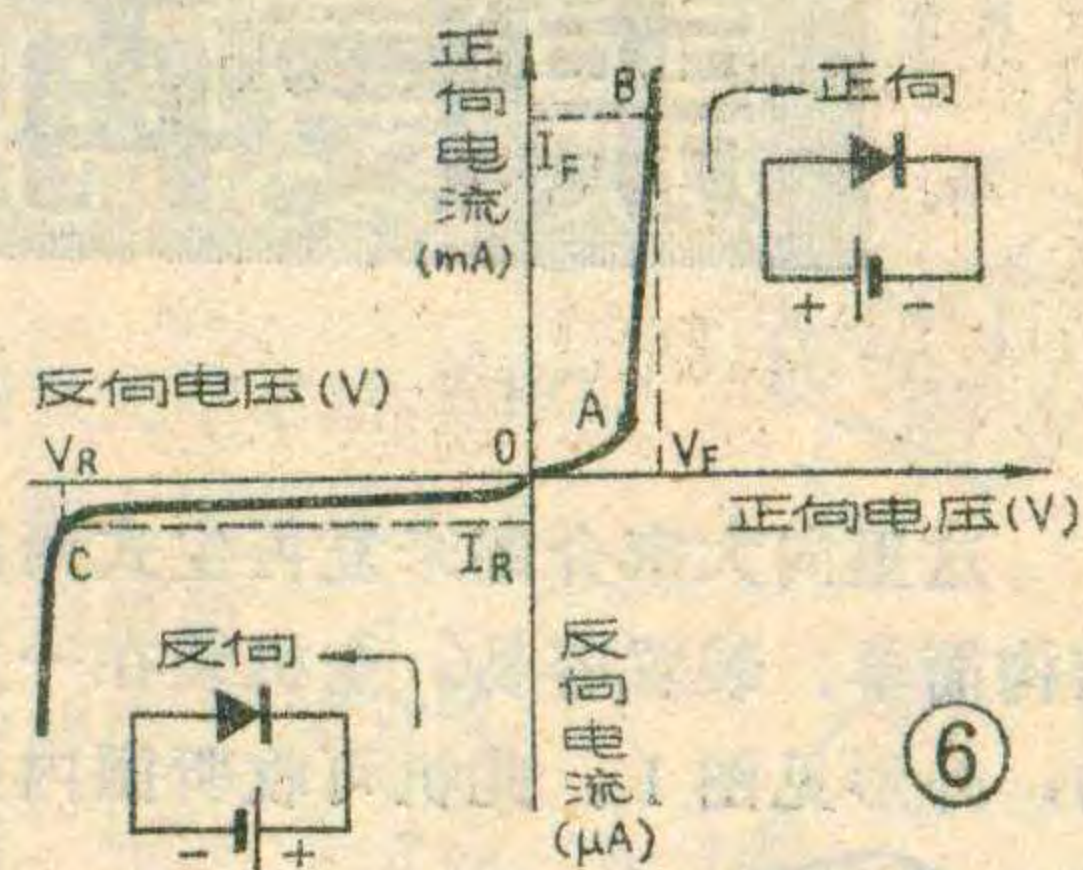 正向电流(mA)
B
I_F
正向
+ -
反向电压(V)
V_R
O
A
V_F
正向电压(V)
C
I_R
反向
- +
反向电流(μA)
⑥